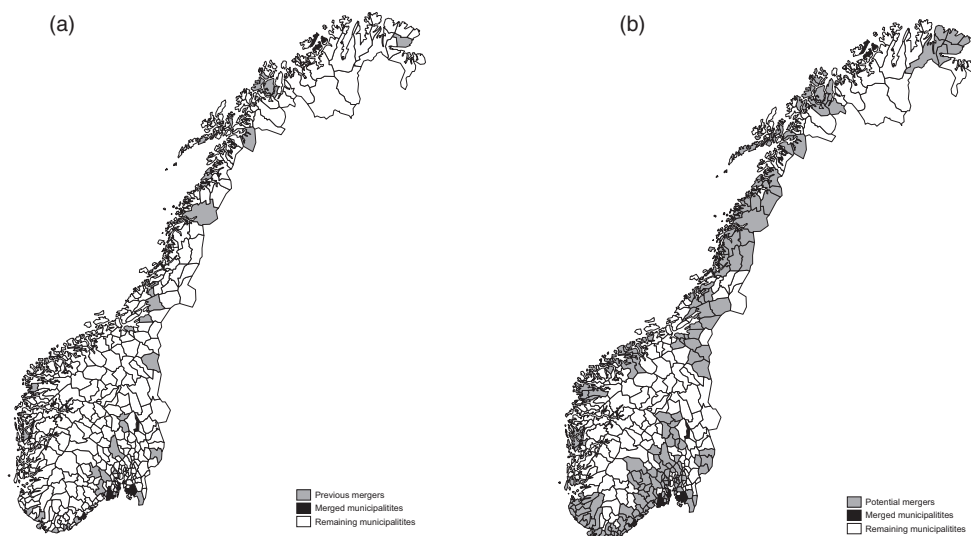 (a)
Previous mergers
Merged municipalitites
Remaining municipalitites
(b)
Potential mergers
Merged municipalitites
Remaining municipalitites